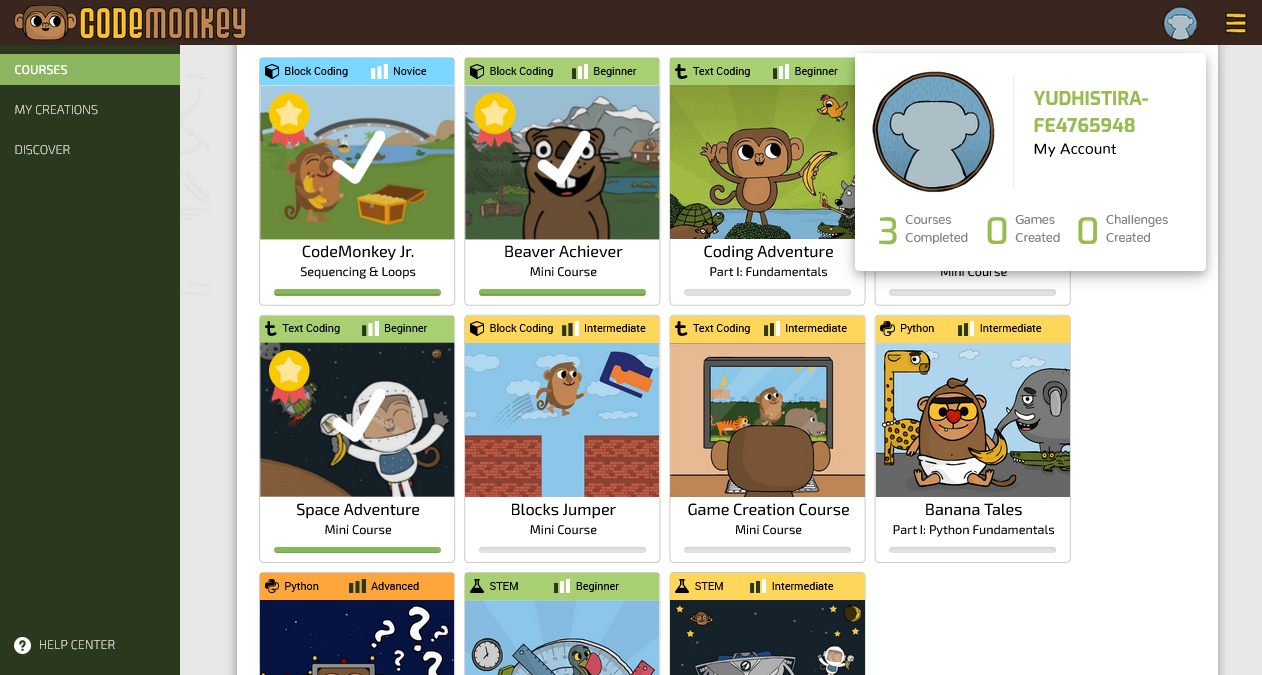 CODEMONKEY
COURSES
MY CREATIONS
DISCOVER
HELP CENTER
Block Coding Novice
CodeMonkey Jr.
Sequencing & Loops
Block Coding Beginner
Beaver Achiever
Mini Course
Text Coding Beginner
Coding Adventure
Part I: Fundamentals
Mini Course
YUDHISTIRA-
FE4765948
My Account
3 Courses
Completed
0 Games
Created
0 Challenges
Created
Text Coding Beginner
Space Adventure
Mini Course
Block Coding Intermediate
Blocks Jumper
Mini Course
Text Coding Intermediate
Game Creation Course
Mini Course
Python Intermediate
Banana Tales
Part I: Python Fundamentals
Python Advanced
? ? ? ?
STEM Beginner
STEM Intermediate